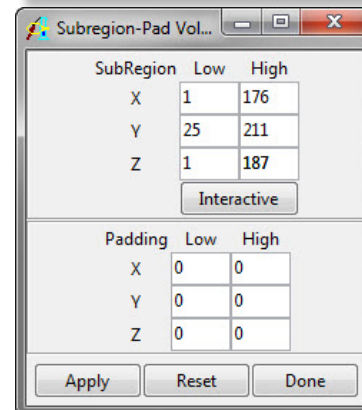 Subregion-Pad Vol...
SubRegion Low High
X 1 176
Y 25 211
Z 1 187
Interactive
Padding Low High
X 0 0
Y 0 0
Z 0 0
Apply Reset Done